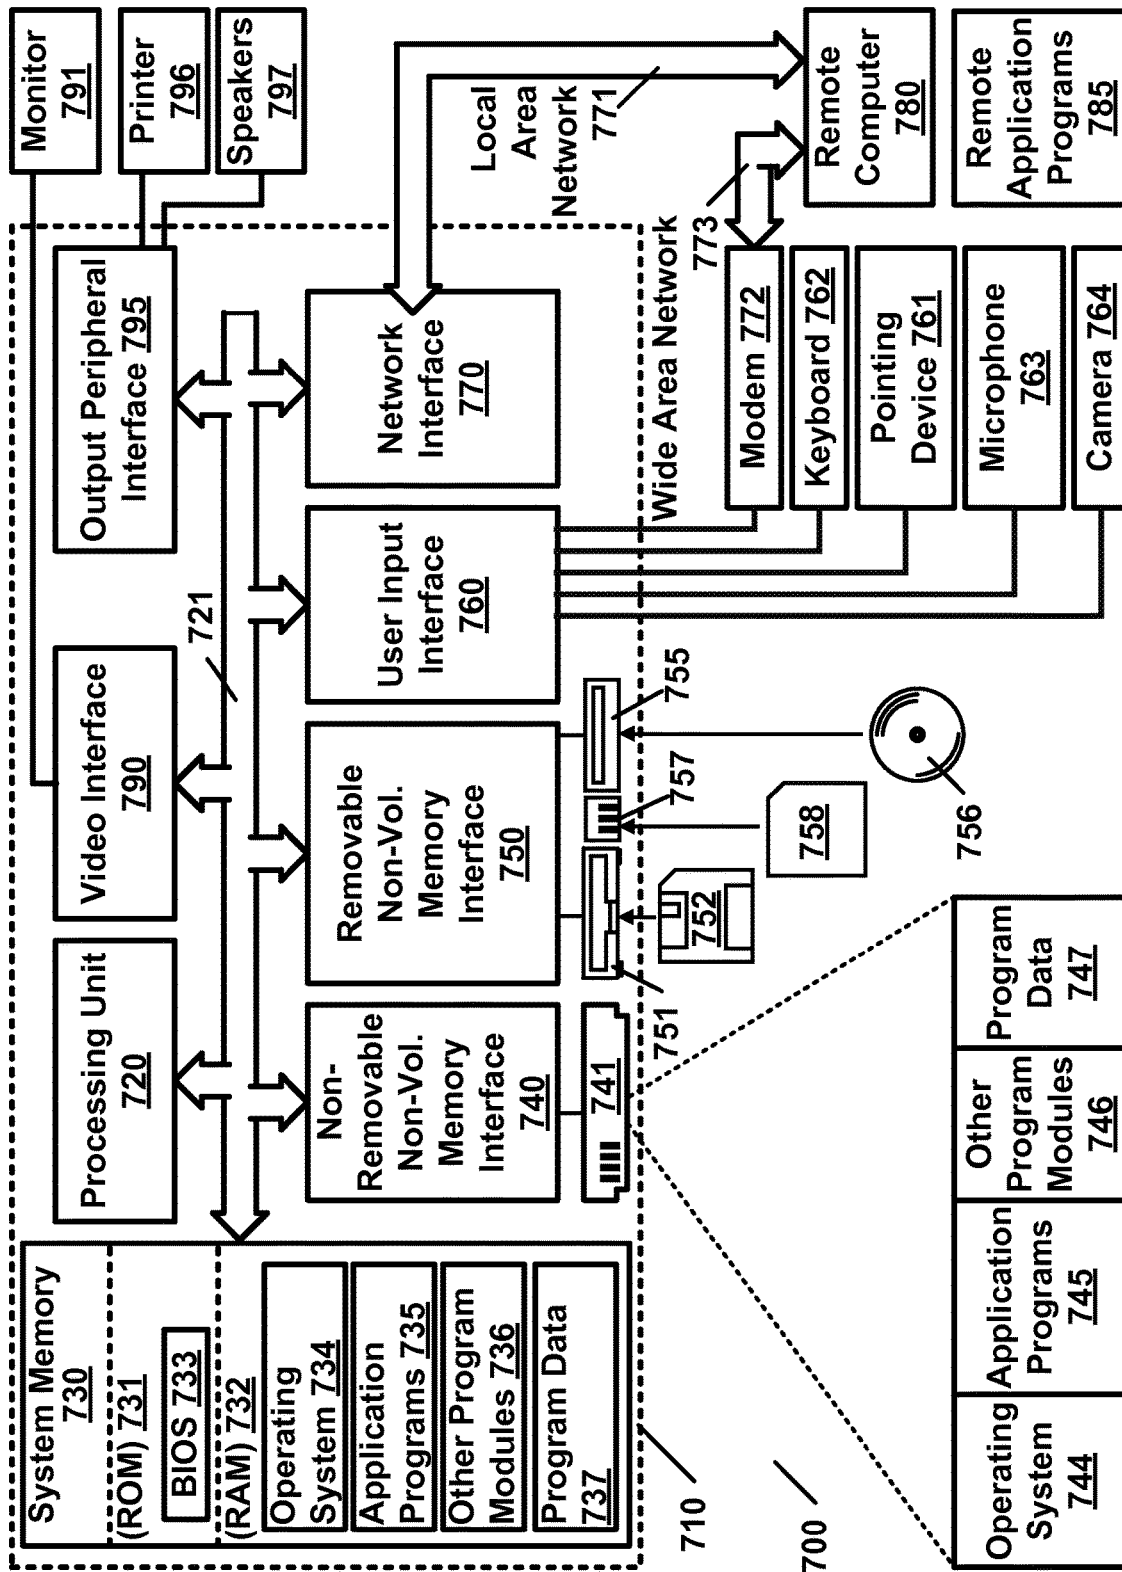 System Memory
730
(ROM) 731
BIOS 733
(RAM) 732
Operating
System 734
Application
Programs 735
Other Program
Modules 736
Program Data
737
Processing Unit
720
Video Interface
790
Output Peripheral
Interface 795
Monitor
791
Printer
796
Speakers
797
721
Non-
Removable
Non-Vol.
Memory
Interface
740
Removable
Non-Vol.
Memory
Interface
750
User Input
Interface
760
Network
Interface
770
Local Area
Network
771
741
751
752
757
755
758
756
Wide Area Network
773
Modem 772
Keyboard 762
Pointing
Device 761
Microphone
763
Camera 764
Remote
Computer
780
Remote
Application
Programs
785
710
700
Operating
System
744
Application
Programs
745
Other
Program
Modules
746
Program
Data
747